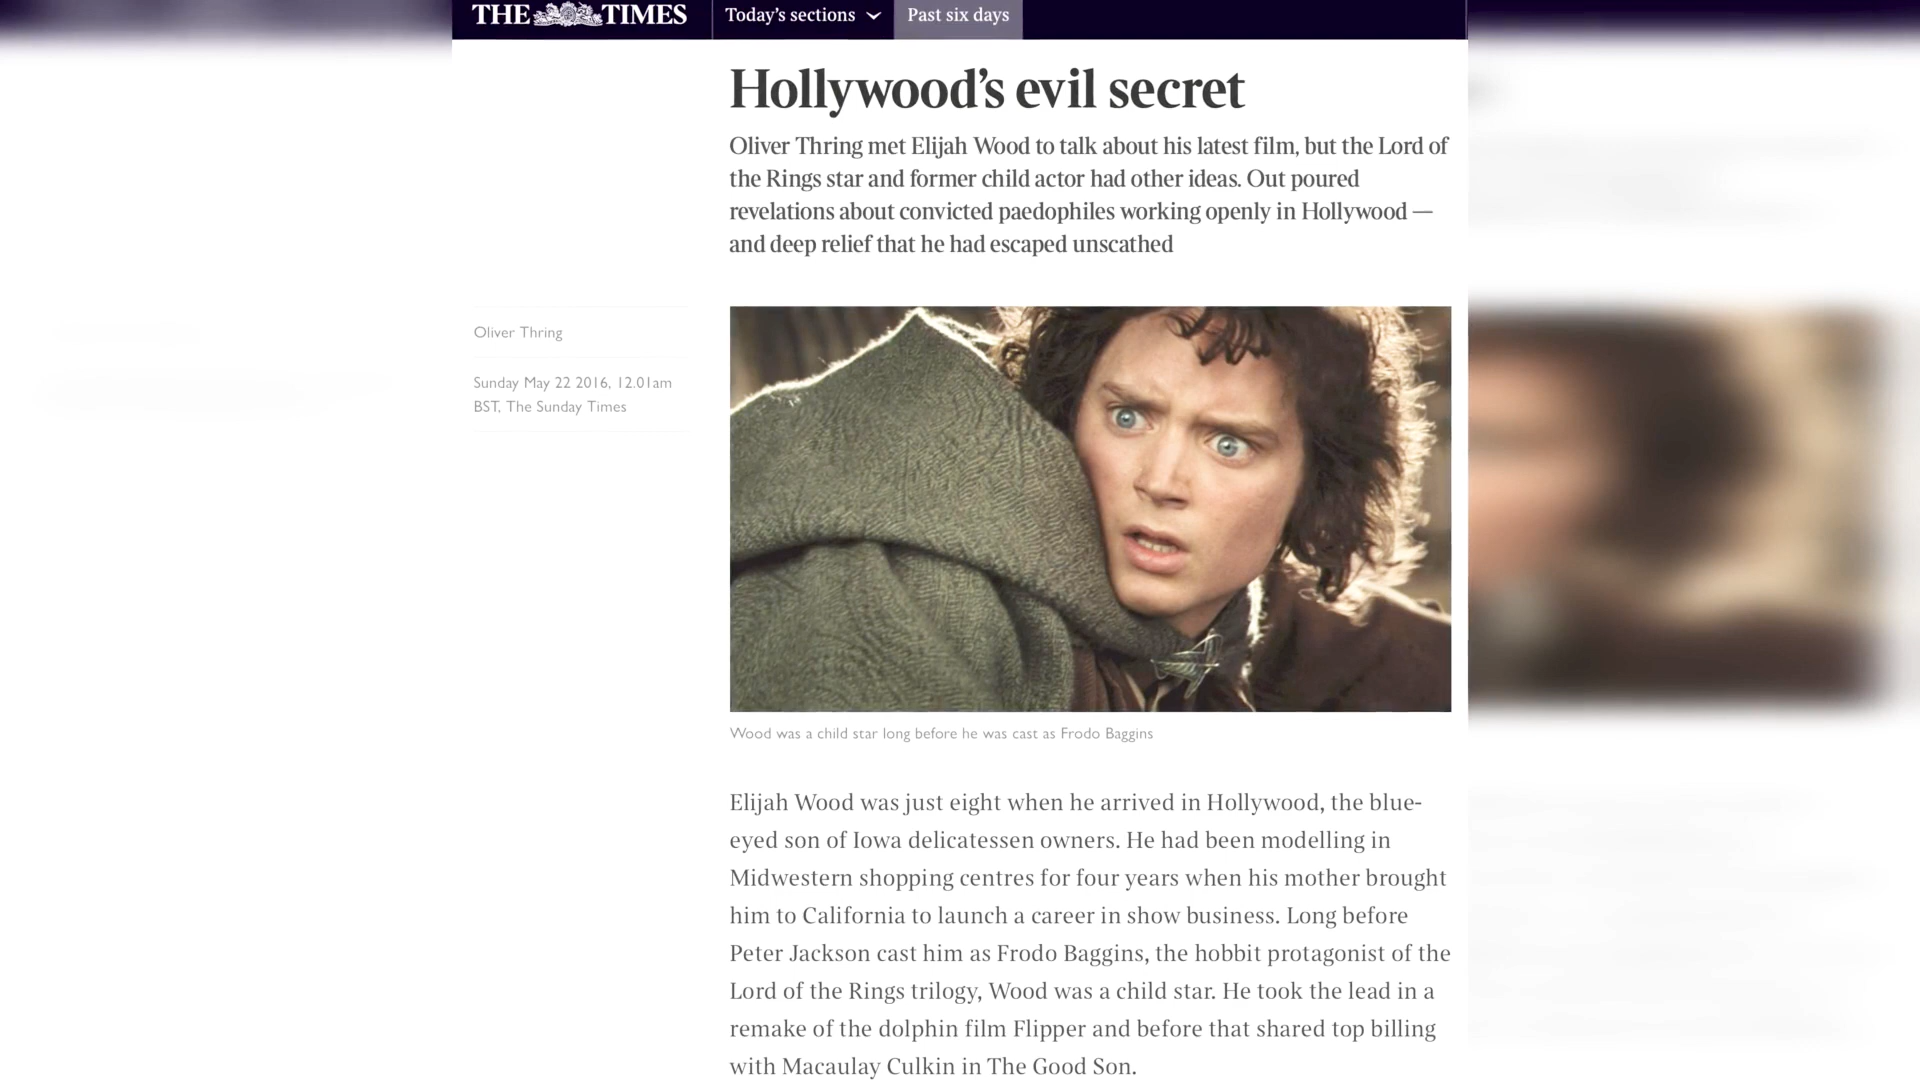 THE TIMES
Today's sections
Past six days
Hollywood's evil secret
Oliver Thring met Elijah Wood to talk about his latest film, but the Lord of
the Rings star and former child actor had other ideas. Out poured
revelations about convicted paedophiles working openly in Hollywood —
and deep relief that he had escaped unscathed
Oliver Thring
Sunday May 22 2016, 12.01am
BST, The Sunday Times
Wood was a child star long before he was cast as Frodo Baggins
Elijah Wood was just eight when he arrived in Hollywood, the blue-
eyed son of Iowa delicatessen owners. He had been modelling in
Midwestern shopping centres for four years when his mother brought
him to California to launch a career in show business. Long before
Peter Jackson cast him as Frodo Baggins, the hobbit protagonist of the
Lord of the Rings trilogy, Wood was a child star. He took the lead in a
remake of the dolphin film Flipper and before that shared top billing
with Macaulay Culkin in The Good Son.